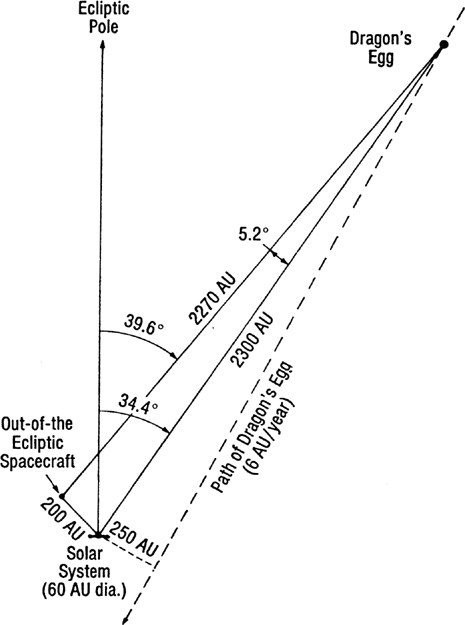 Ecliptic
Pole
Dragon's
Egg
5.2°
2270 AU
39.6°
2300 AU
34.4°
Path of Dragon's Egg
(6 AU/year)
Out-of-the
Ecliptic
Spacecraft
200 AU
250 AU
Solar
System
(60 AU dia.)